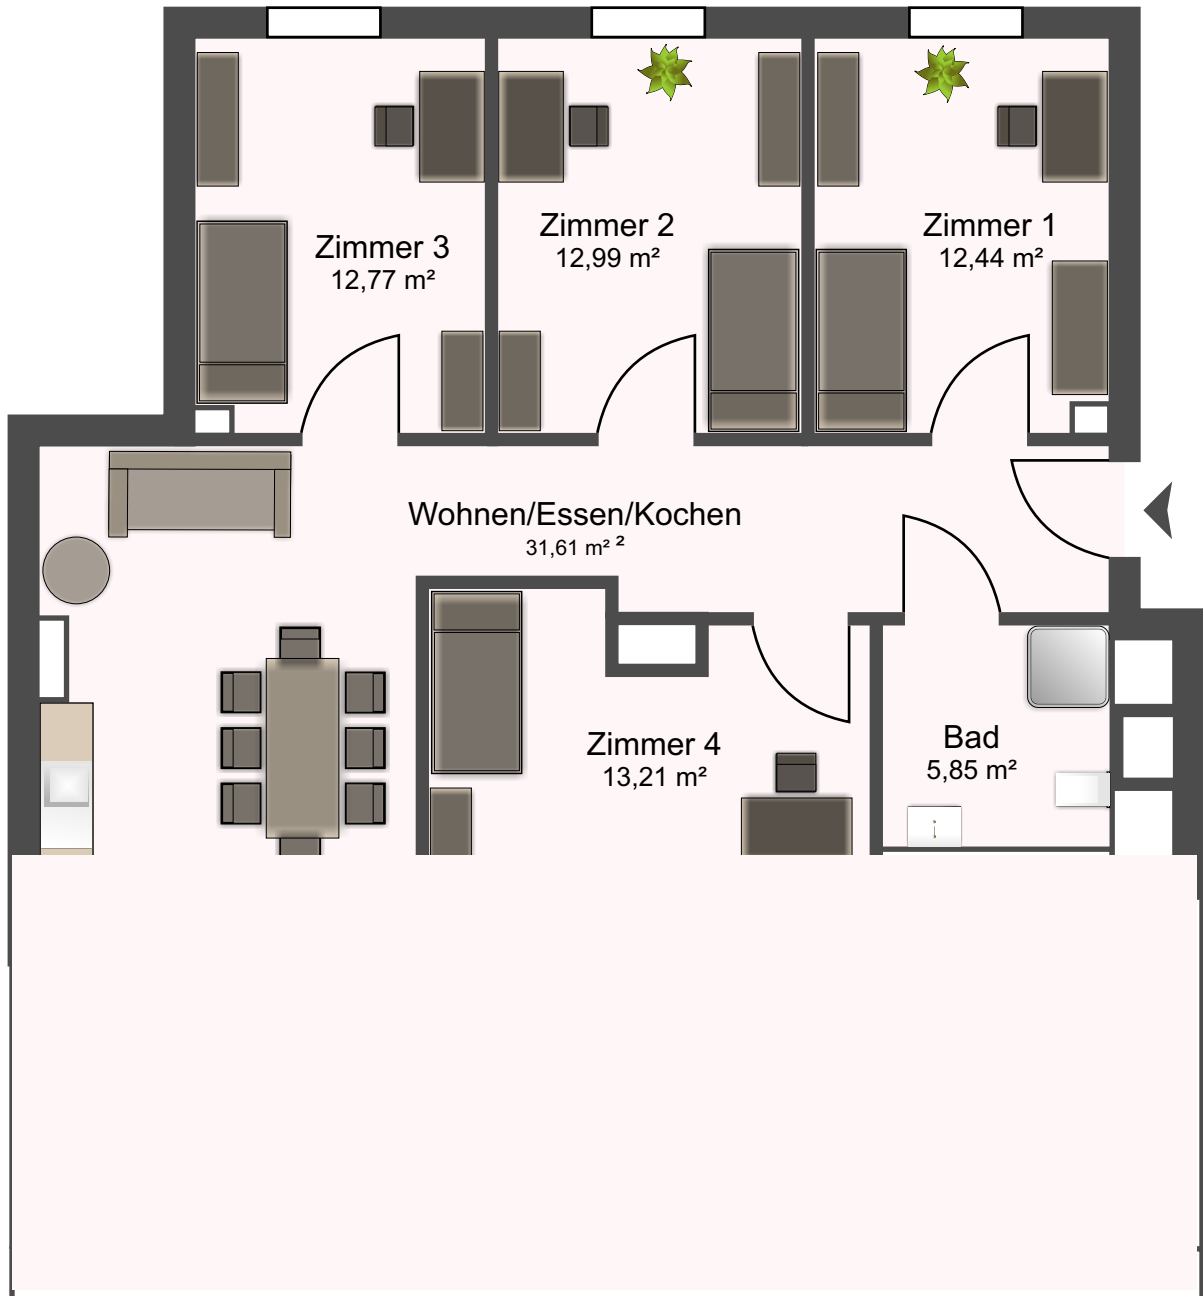 Zimmer 3
12,77 m²
Zimmer 2
12,99 m²
Zimmer 1
12,44 m²
Wohnen/Essen/Kochen
31,61 m² ²
Zimmer 4
13,21 m²
Bad
5,85 m²